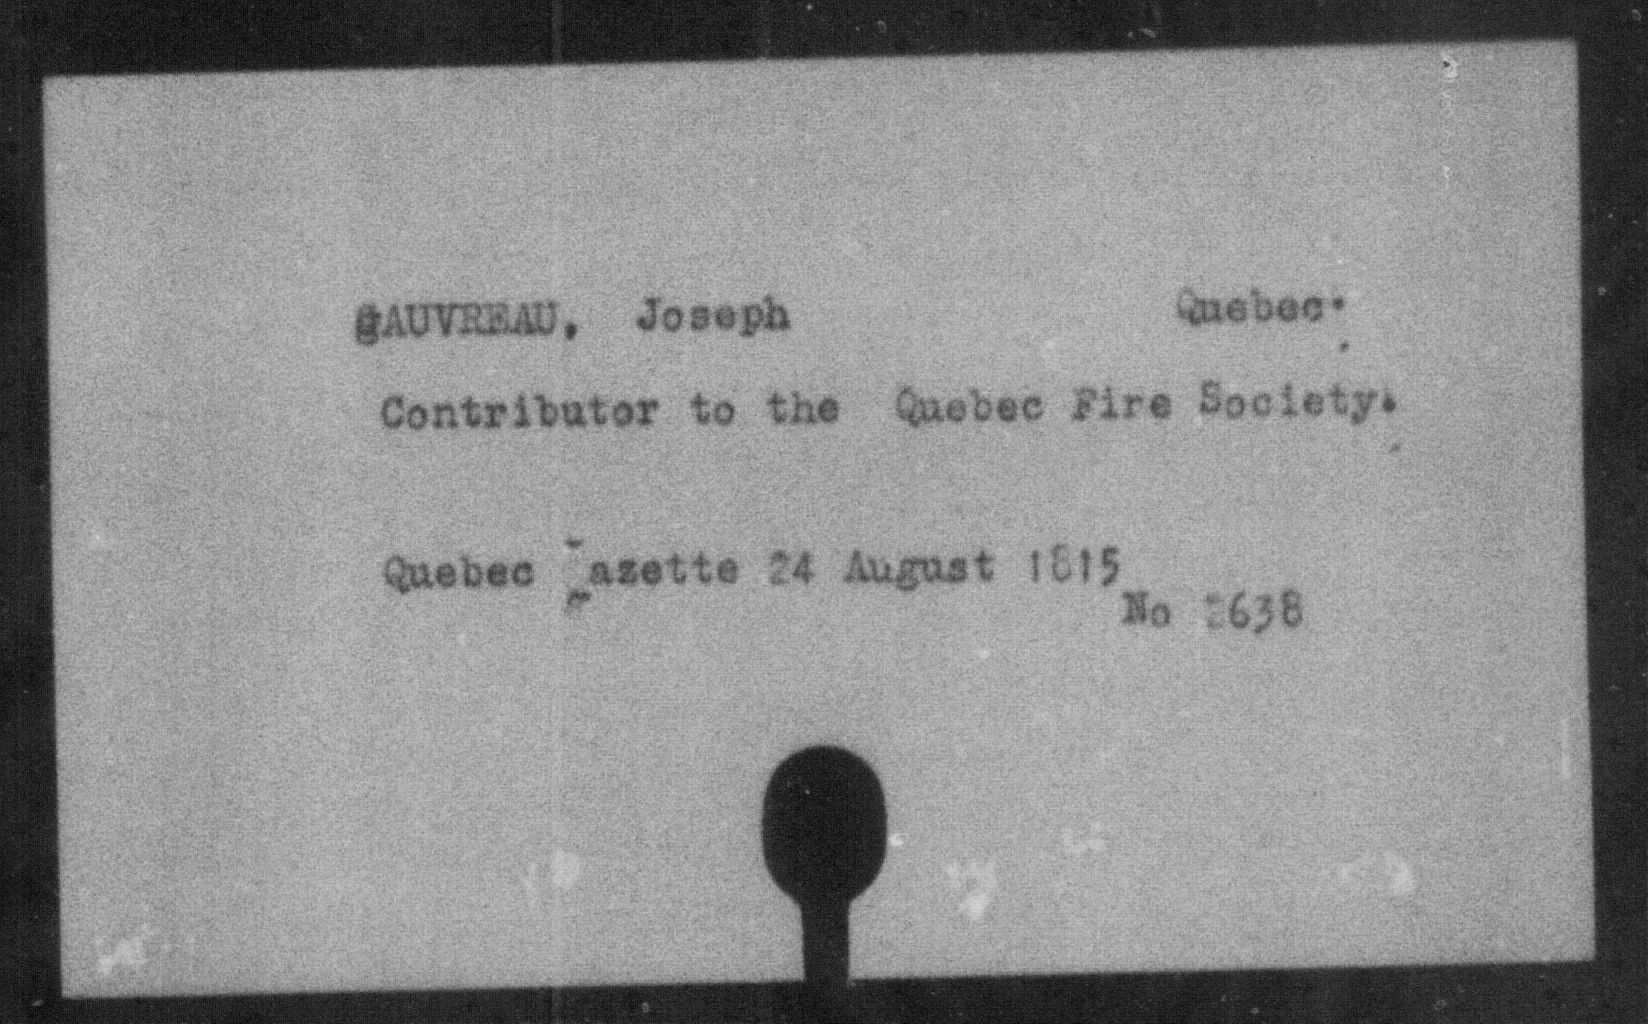 GAUVREAU, Joseph Quebec.
Contributor to the Quebec Fire Society.
Quebec Gazette 24 August 1815
No 2638